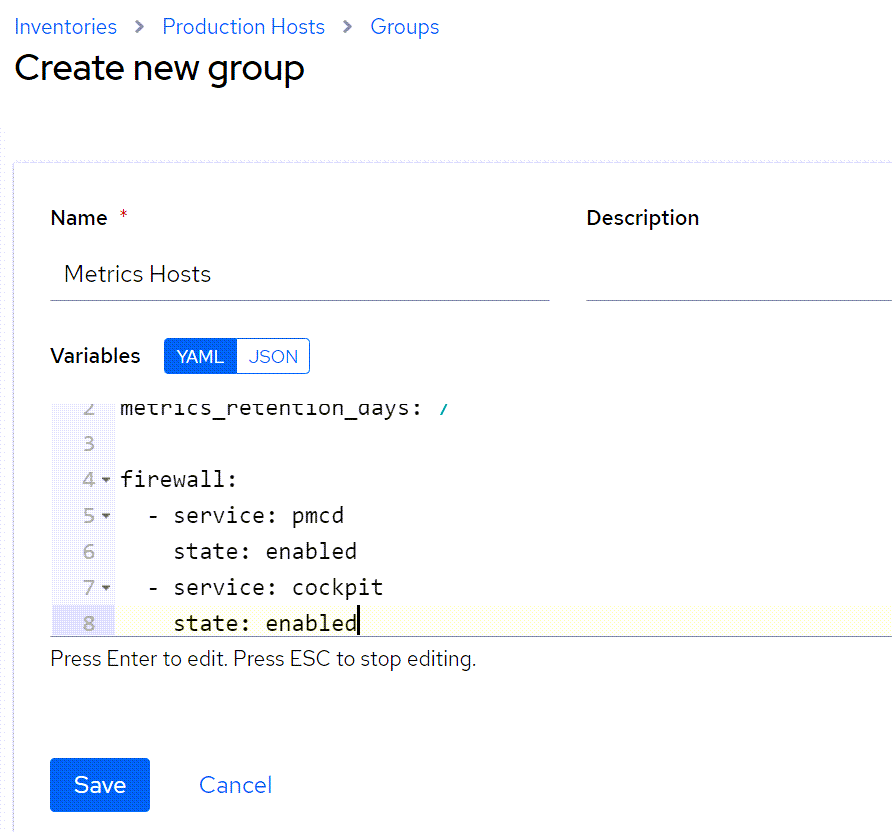 Inventories > Production Hosts > Groups
Create new group
Name *
Description
Metrics Hosts
Variables YAML JSON
2 metrics_retention_days: 7
3
4 firewall:
5 - service: pmcd
6 state: enabled
7 - service: cockpit
8 state: enabled
Press Enter to edit. Press ESC to stop editing.
Save Cancel